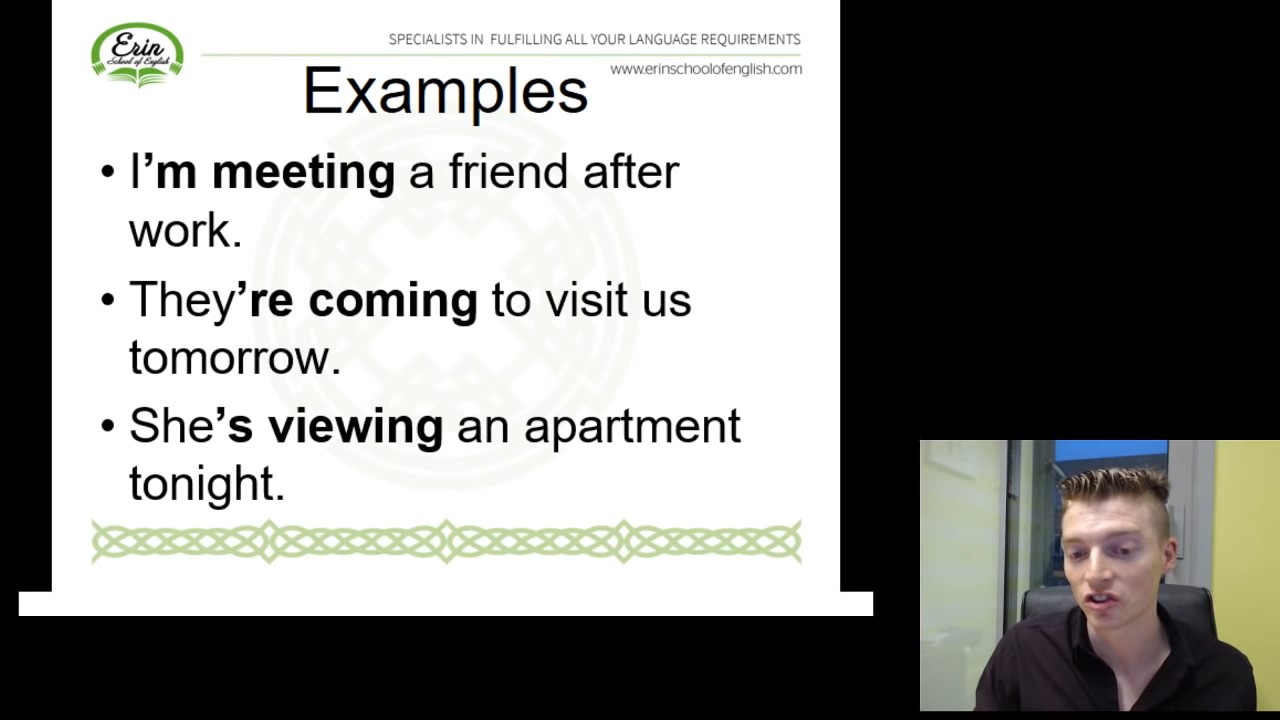 Erin
School of English
SPECIALISTS IN FULFILLING ALL YOUR LANGUAGE REQUIREMENTS
www.erinschoolofenglish.com
Examples
• I’m meeting a friend after
work.
• They’re coming to visit us
tomorrow.
• She’s viewing an apartment
tonight.